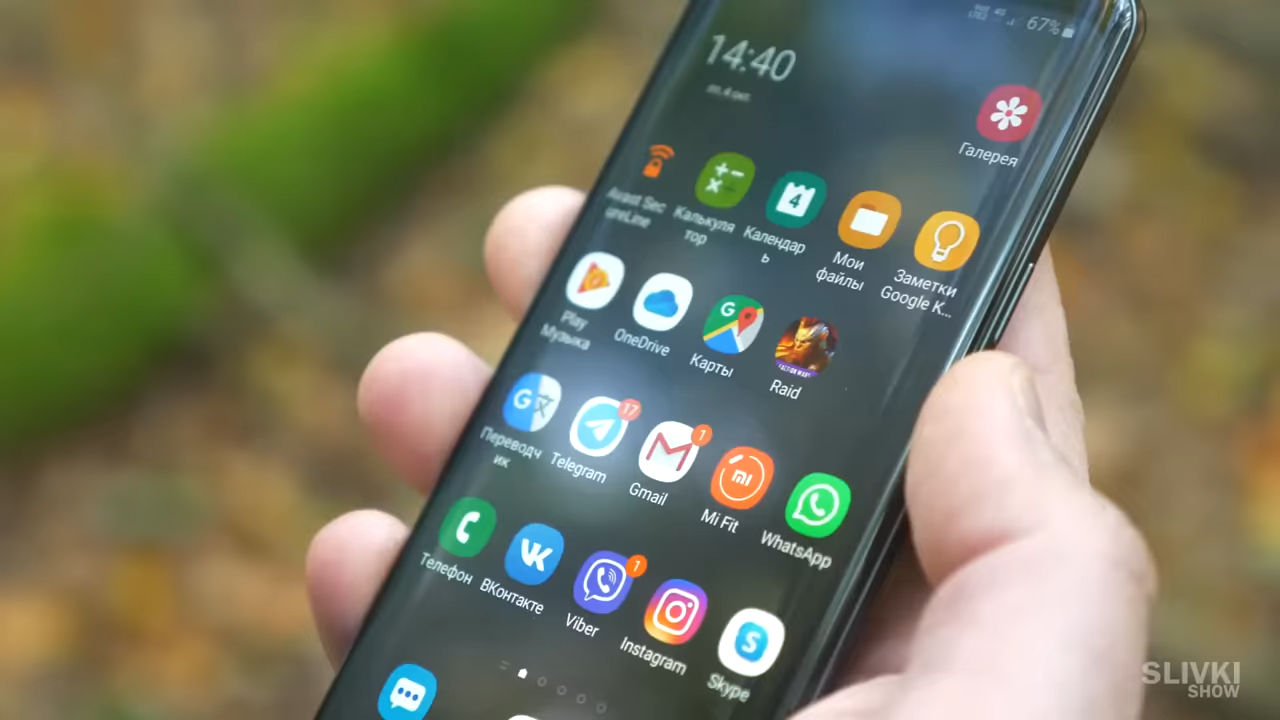 67%
14:40
Галерея
4
Avast Sec
ureLine
Калькуля
тор
Календар
ь
Мои
файлы
Заметки
Google K...
Play
Музыка
OneDrive
G
Карты
Raid
G
17
1
Переводч
ик
Telegram
Gmail
Mi Fit
WhatsApp
1
Телефон
ВКонтакте
Viber
Instagram
S
Skype
SLIVKI
SHOW